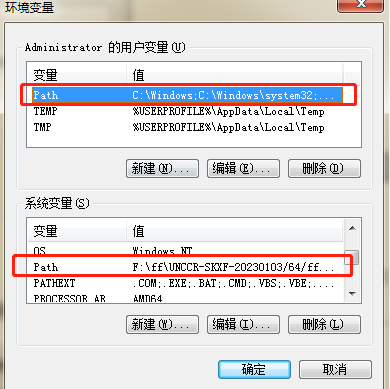 环境变量
Administrator 的用户变量(U)
变量 值
Path C:\Windows;C:\Windows\system32;...
TEMP %USERPROFILE%\AppData\Local\Temp
TMP %USERPROFILE%\AppData\Local\Temp
新建(N)... 编辑(E)... 删除(D)
系统变量(S)
变量 值
OS Windows_NT
Path F:\ff\UNCCR-SKXF-20230103/64/ff...
PATHEXT .COM;.EXE;.BAT;.CMD;.VBS;.VBE;....
PROCESSOR_AR AMD64
新建(W)... 编辑(I)... 删除(L)
确定 取消